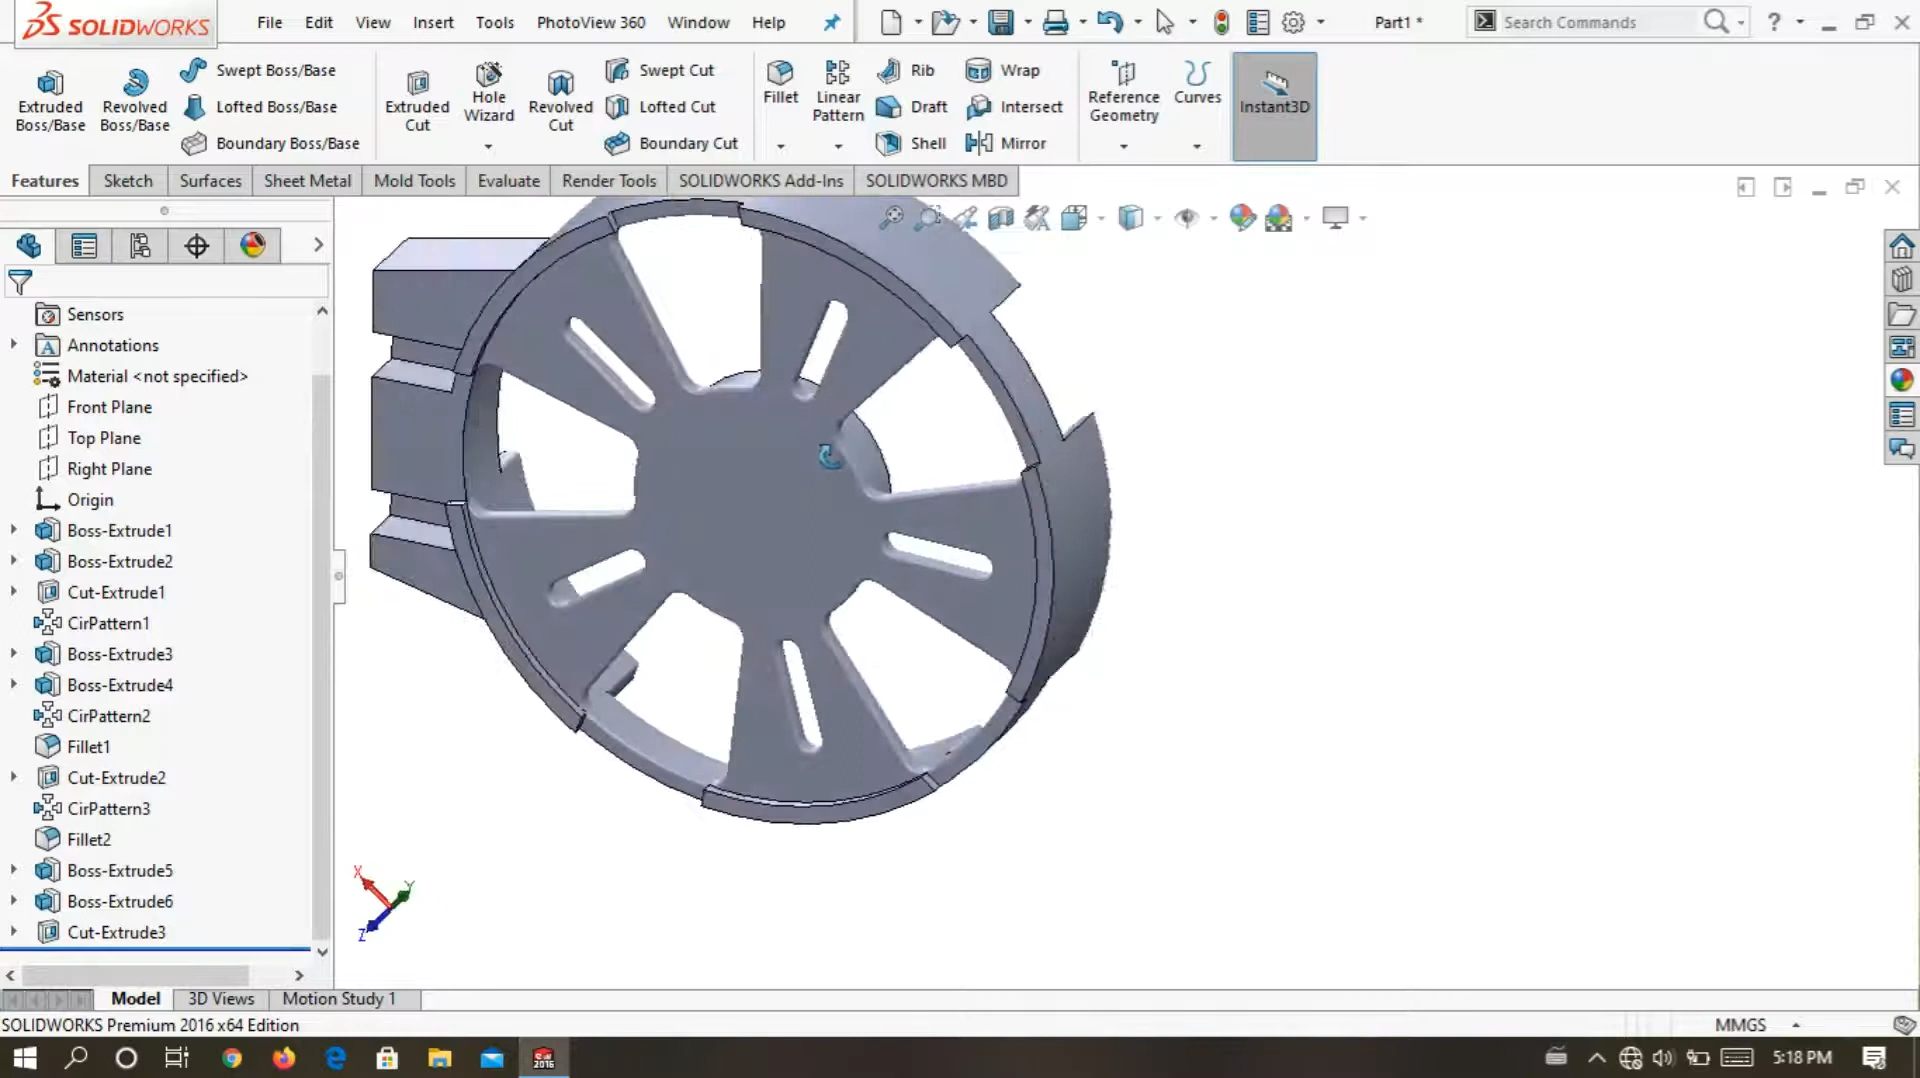 SOLIDWORKS File Edit View Insert Tools PhotoView 360 Window Help Part1 * Search Commands ?
Extruded Boss/Base
Revolved Boss/Base
Swept Boss/Base
Lofted Boss/Base
Boundary Boss/Base
Extruded Cut
Hole Wizard
Revolved Cut
Swept Cut
Lofted Cut
Boundary Cut
Fillet
Linear Pattern
Rib
Draft
Shell
Wrap
Intersect
Mirror
Reference Geometry
Curves
Instant3D
Features Sketch Surfaces Sheet Metal Mold Tools Evaluate Render Tools SOLIDWORKS Add-Ins SOLIDWORKS MBD
Sensors
Annotations
Material <not specified>
Front Plane
Top Plane
Right Plane
Origin
Boss-Extrude1
Boss-Extrude2
Cut-Extrude1
CirPattern1
Boss-Extrude3
Boss-Extrude4
CirPattern2
Fillet1
Cut-Extrude2
CirPattern3
Fillet2
Boss-Extrude5
Boss-Extrude6
Cut-Extrude3
X
Y
Z
Model 3D Views Motion Study 1
SOLIDWORKS Premium 2016 x64 Edition MMGS
SW 2016
5:18 PM